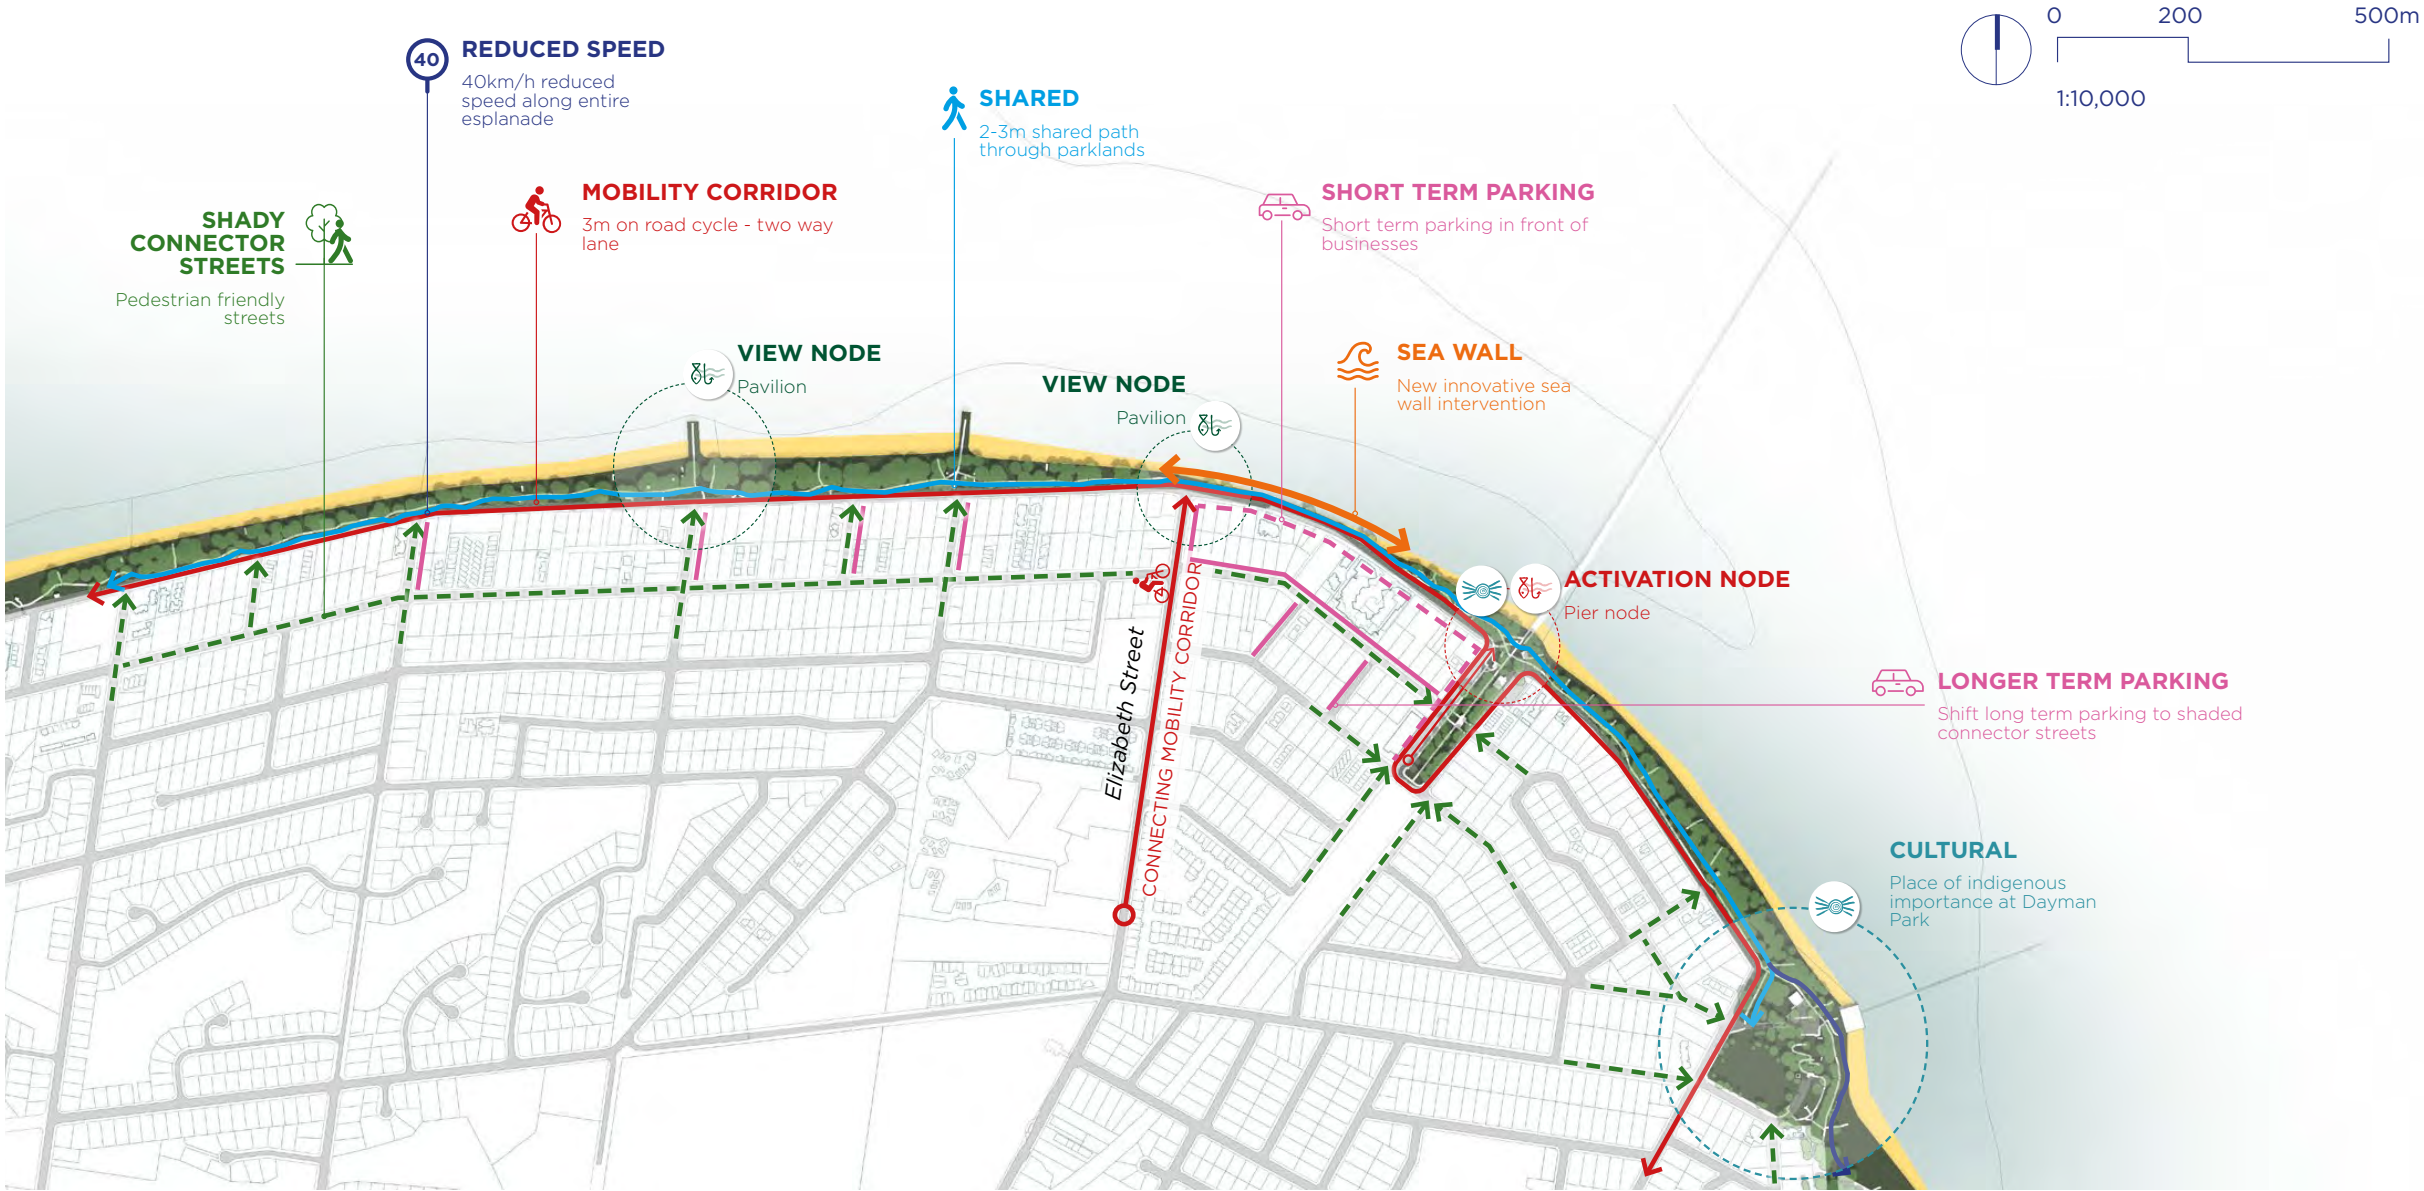 0 200 500m
1:10,000
40
REDUCED SPEED
40km/h reduced
speed along entire
esplanade
SHARED
2-3m shared path
through parklands
MOBILITY CORRIDOR
3m on road cycle - two way
lane
SHORT TERM PARKING
Short term parking in front of
businesses
SHADY
CONNECTOR
STREETS
Pedestrian friendly
streets
VIEW NODE
Pavilion
VIEW NODE
Pavilion
SEA WALL
New innovative sea
wall intervention
ACTIVATION NODE
Pier node
Elizabeth Street
CONNECTING MOBILITY CORRIDOR
LONGER TERM PARKING
Shift long term parking to shaded
connector streets
CULTURAL
Place of indigenous
importance at Dayman
Park